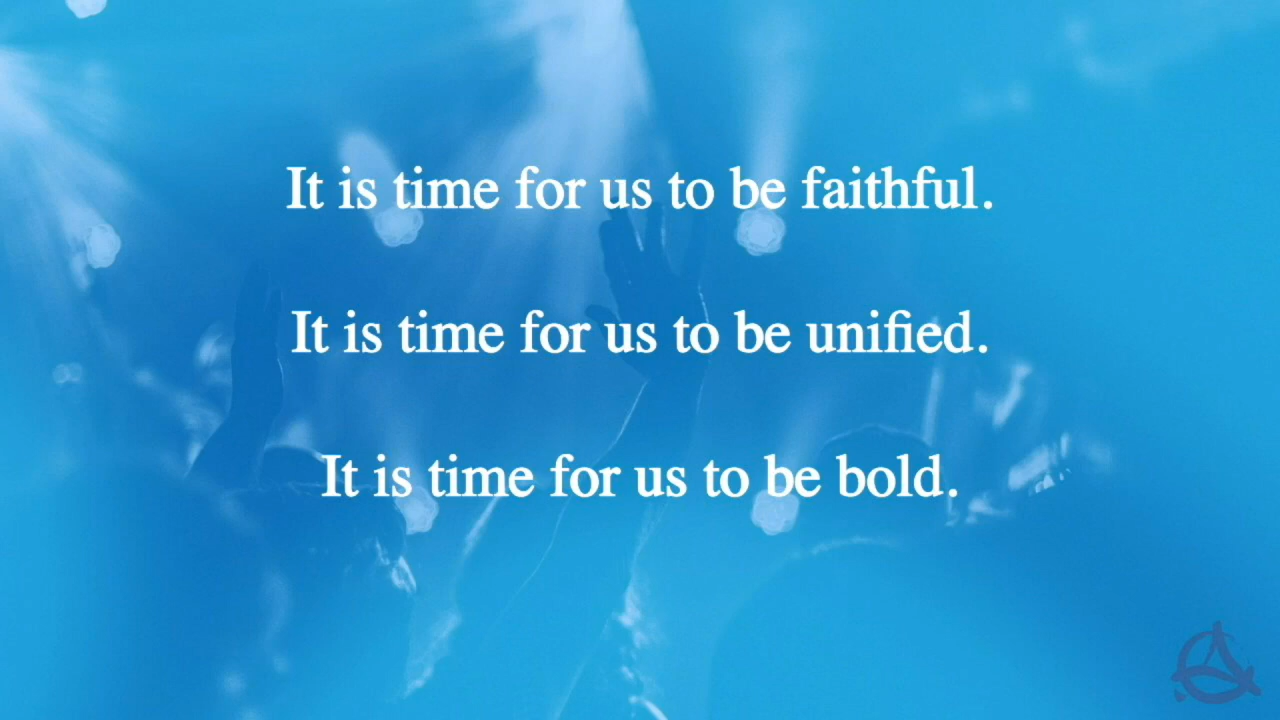 It is time for us to be faithful.
It is time for us to be unified.
It is time for us to be bold.